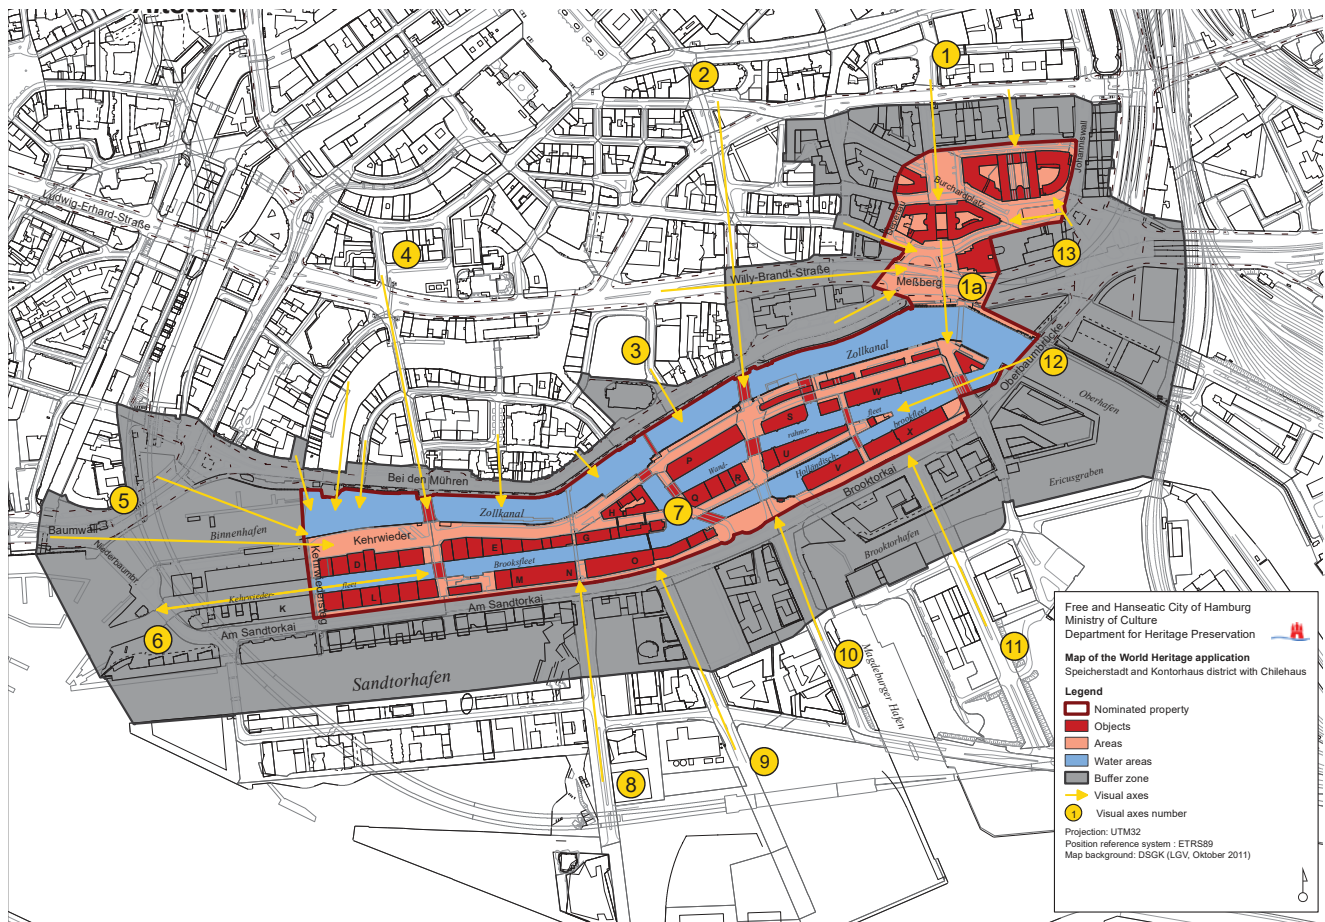 Altstadt
1
2
Johanniswall
Burchardplatz
Ludwig-Erhard-Straße
Depenau
4
13
Willy-Brandt-Straße
Meßberg
1a
3
Zollkanal
Oberbaumbrücke
12
W
fleet
Oberhafen
S
rahms-
brookfleet
X
P
U
Holländisch-
Wand-
V
R
Brooktorkai
Bei den Mühren
Q
Ericusgraben
5
7
H
Zollkanal
Baumwall
Binnenhafen
Kehrwieder
G
E
Brooktorhafen
Niederbaumbr.
Kehrwiedersteg
D
Brooksfleet
O
N
M
fleet
Kehrwieder-
L
K
Am Sandtorkai
Am Sandtorkai
6
10
11
Sandtorhafen
Magdeburger Hafen
9
8
Free and Hanseatic City of Hamburg
Ministry of Culture
Department for Heritage Preservation
Map of the World Heritage application
Speicherstadt and Kontorhaus district with Chilehaus
Legend
Nominated property
Objects
Areas
Water areas
Buffer zone
Visual axes
1 Visual axes number
Projection: UTM32
Position reference system : ETRS89
Map background: DSGK (LGV, Oktober 2011)